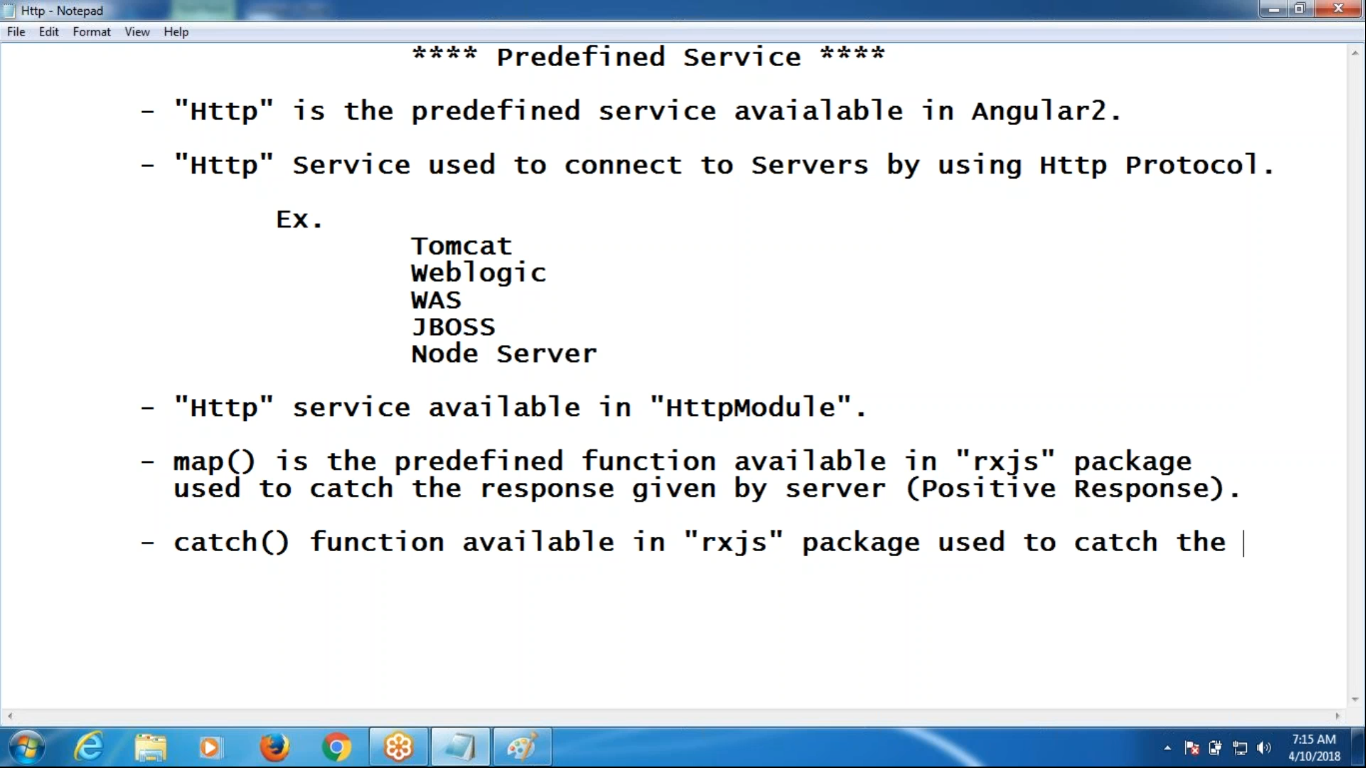 Http - Notepad
File Edit Format View Help
**** Predefined Service ****
- "Http" is the predefined service avaialable in Angular2.
- "Http" Service used to connect to Servers by using Http Protocol.
Ex.
Tomcat
Weblogic
WAS
JBOSS
Node Server
- "Http" service available in "HttpModule".
- map() is the predefined function available in "rxjs" package
used to catch the response given by server (Positive Response).
- catch() function available in "rxjs" package used to catch the
7:15 AM
4/10/2018